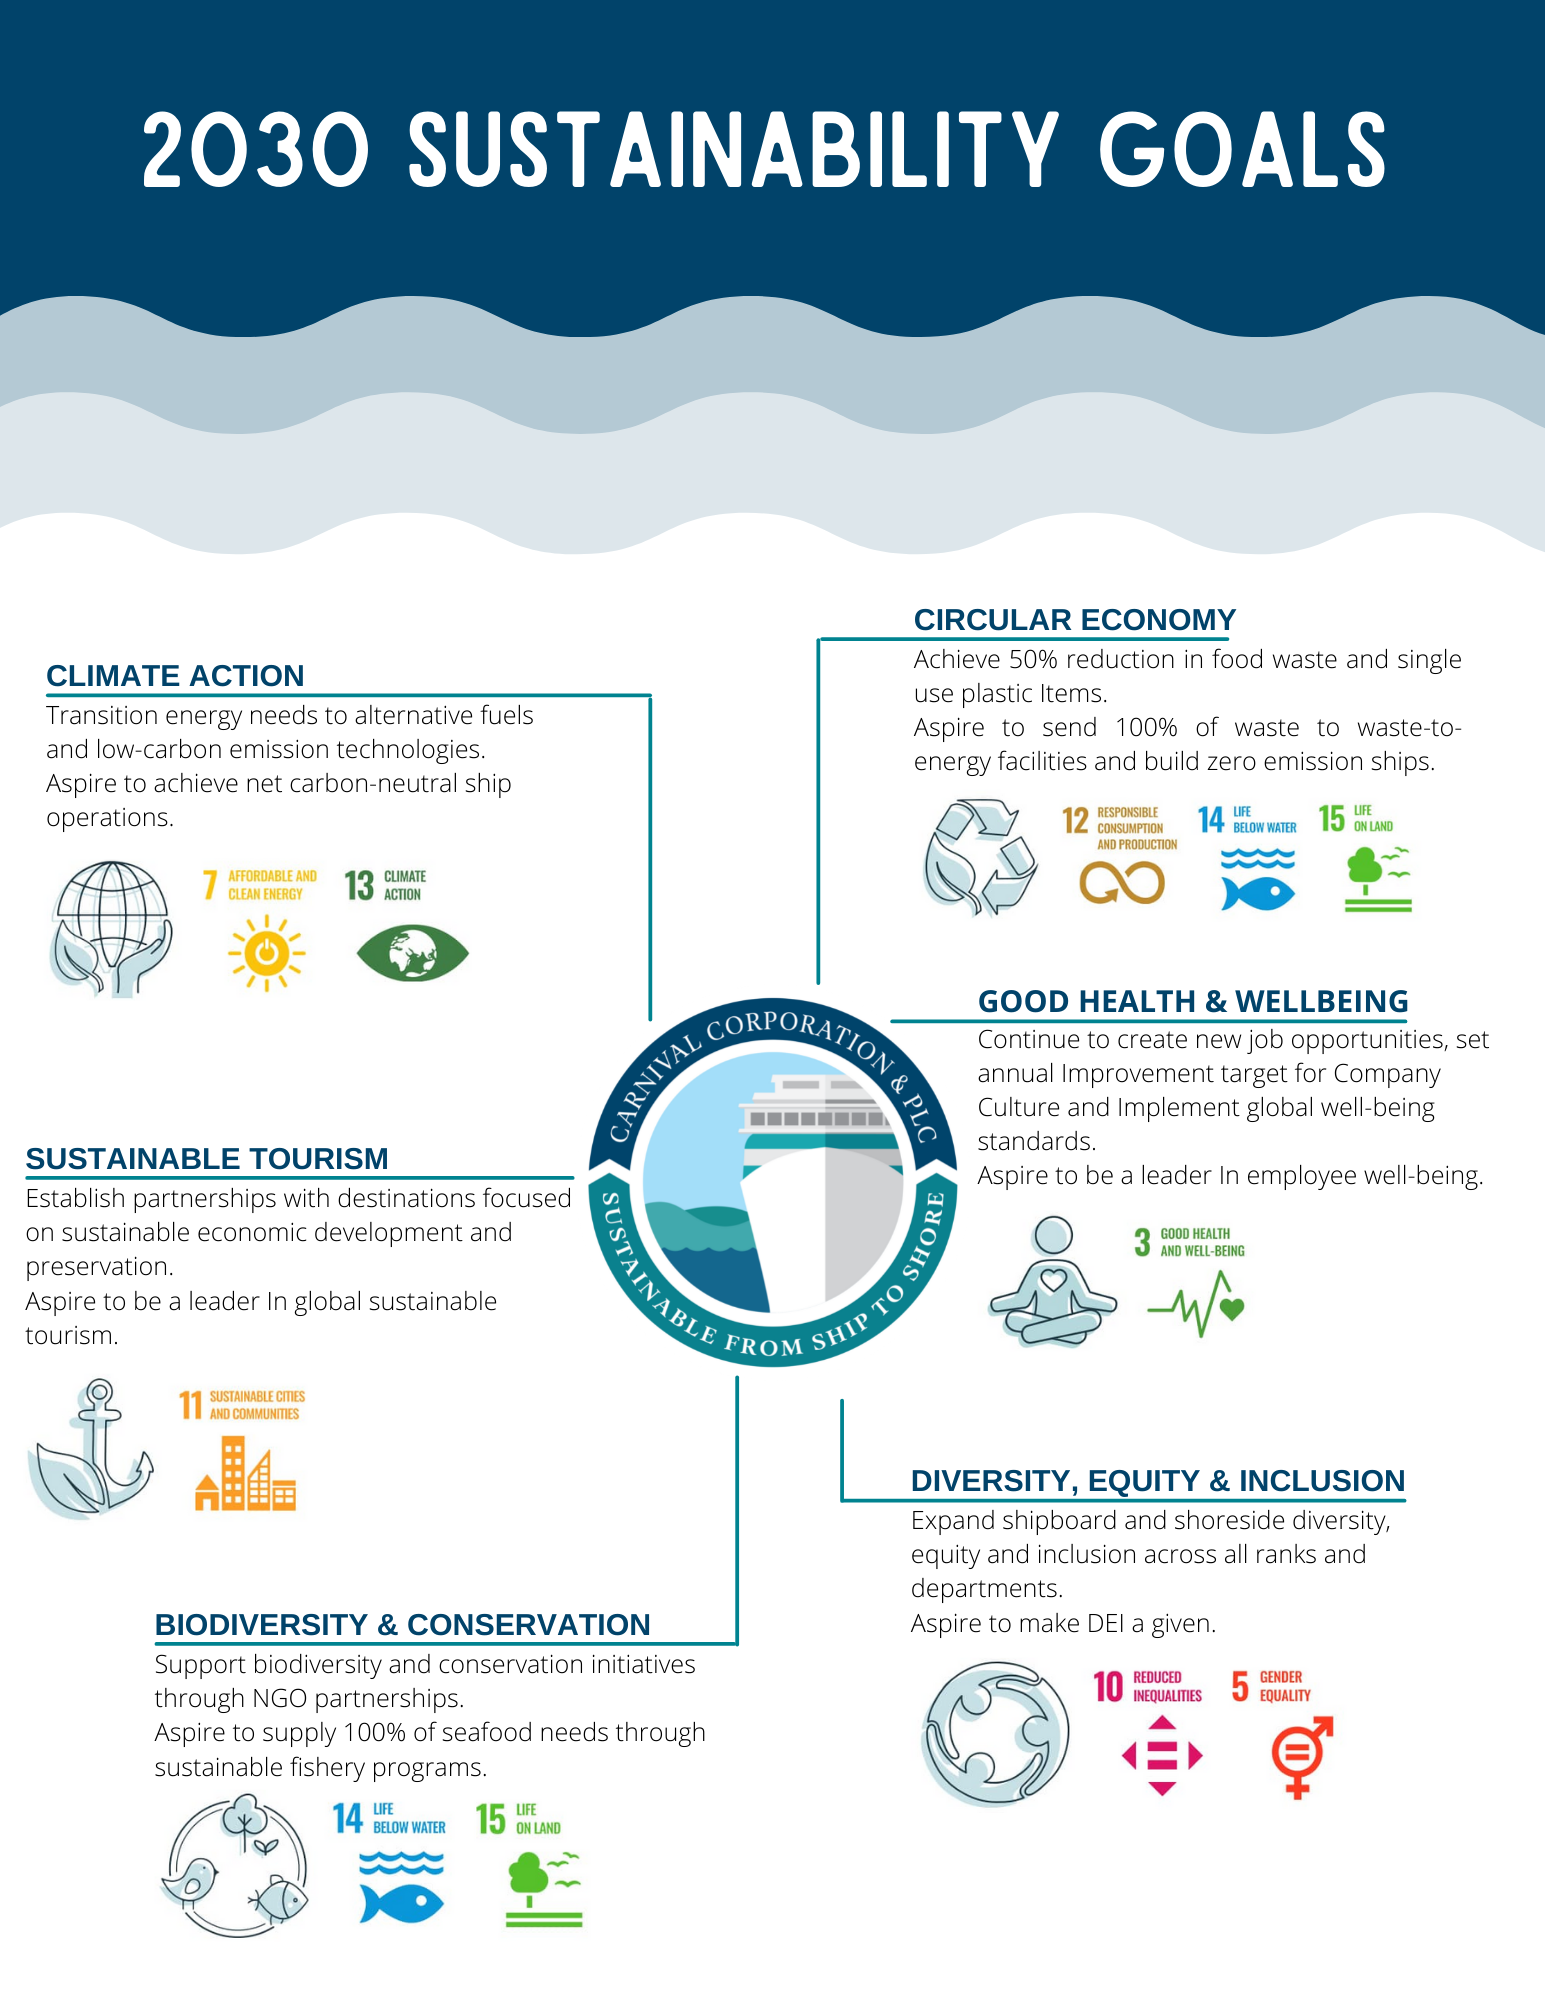 2030 SUSTAINABILITY GOALS
CLIMATE ACTION
Transition energy needs to alternative fuels
and low-carbon emission technologies.
Aspire to achieve net carbon-neutral ship
operations.
7 AFFORDABLE AND
CLEAN ENERGY
13 CLIMATE
ACTION
CIRCULAR ECONOMY
Achieve 50% reduction in food waste and single
use plastic Items.
Aspire to send 100% of waste to waste-to-
energy facilities and build zero emission ships.
12 RESPONSIBLE
CONSUMPTION
AND PRODUCTION
14 LIFE
BELOW WATER
15 LIFE
ON LAND
GOOD HEALTH & WELLBEING
Continue to create new job opportunities, set
annual Improvement target for Company
Culture and Implement global well-being
standards.
Aspire to be a leader In employee well-being.
3 GOOD HEALTH
AND WELL-BEING
CARNIVAL CORPORATION & PLC
SUSTAINABLE FROM SHIP TO SHORE
SUSTAINABLE TOURISM
Establish partnerships with destinations focused
on sustainable economic development and
preservation.
Aspire to be a leader In global sustainable
tourism.
11 SUSTAINABLE CITIES
AND COMMUNITIES
DIVERSITY, EQUITY & INCLUSION
Expand shipboard and shoreside diversity,
equity and inclusion across all ranks and
departments.
Aspire to make DEI a given.
10 REDUCED
INEQUALITIES
5 GENDER
EQUALITY
BIODIVERSITY & CONSERVATION
Support biodiversity and conservation initiatives
through NGO partnerships.
Aspire to supply 100% of seafood needs through
sustainable fishery programs.
14 LIFE
BELOW WATER
15 LIFE
ON LAND